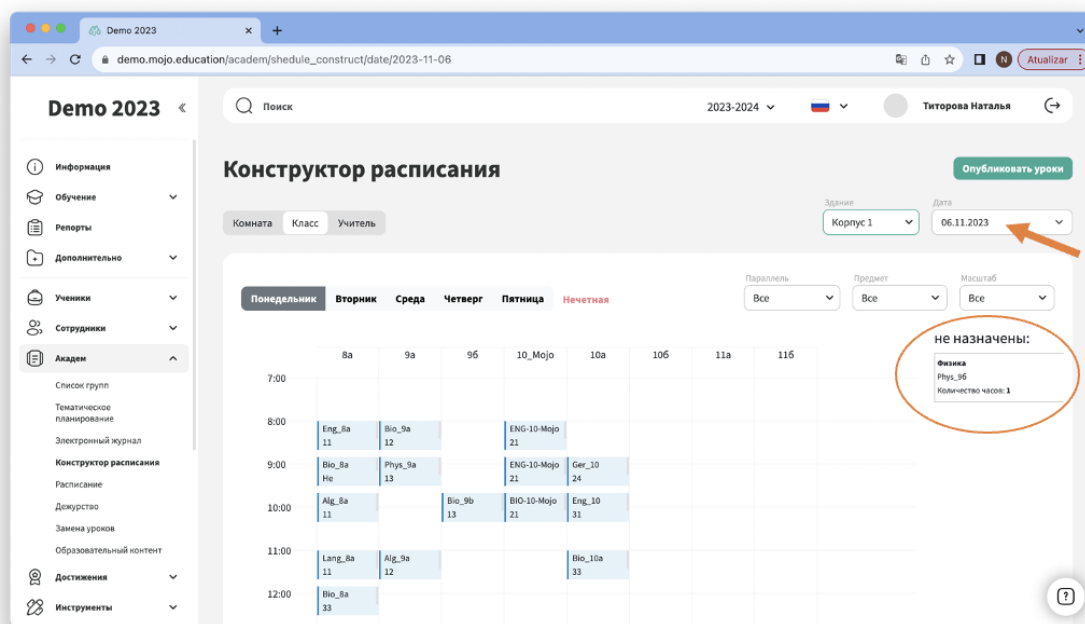 Demo 2023
demo.mojo.education/academ/shedule_construct/date/2023-11-06
N
Atualizar
Demo 2023
Поиск
2023-2024
Титорова Наталья
Информация
Обучение
Репорты
Дополнительно
Ученики
Сотрудники
Академ
Список групп
Тематическое
планирование
Электронный журнал
Конструктор расписания
Расписание
Дежурство
Замена уроков
Образовательный контент
Достижения
Инструменты
Конструктор расписания
Опубликовать уроки
Комната Класс Учитель
Здание
Корпус 1
Дата
06.11.2023
Понедельник Вторник Среда Четверг Пятница Нечетная
Параллель
Все
Предмет
Все
Масштаб
Все
не назначены:
Физика
Phys_9б
Количество часов: 1
8а 9а 9б 10_Mojo 10а 10б 11а 11б
7:00
8:00
Eng_8a
11
Bio_9a
12
ENG-10-Mojo
21
9:00
Bio_8a
Не
Phys_9a
13
ENG-10-Mojo
21
Ger_10
24
10:00
Alg_8a
11
Bio_9b
13
BIO-10-Mojo
21
Eng_10
31
11:00
Lang_8a
11
Alg_9a
12
Bio_10a
33
12:00
Bio_8a
33
?